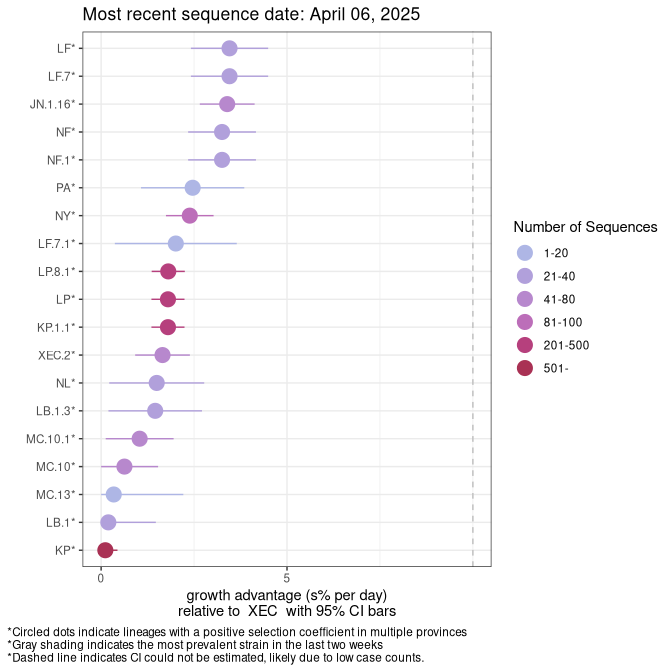 Most recent sequence date: April 06, 2025
LF*
LF.7*
JN.1.16*
NF*
NF.1*
PA*
NY*
LF.7.1*
LP.8.1*
LP*
KP.1.1*
XEC.2*
NL*
LB.1.3*
MC.10.1*
MC.10*
MC.13*
LB.1*
KP*
0
5
growth advantage (s% per day)
relative to XEC with 95% CI bars
Number of Sequences
1-20
21-40
41-80
81-100
201-500
501-
*Circled dots indicate lineages with a positive selection coefficient in multiple provinces
*Gray shading indicates the most prevalent strain in the last two weeks
*Dashed line indicates CI could not be estimated, likely due to low case counts.